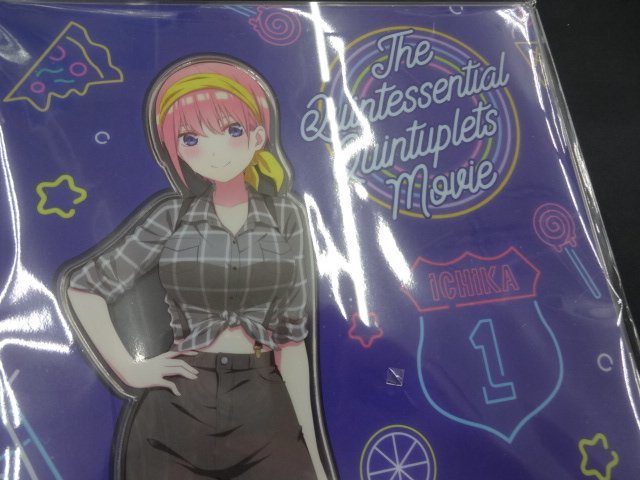 The
Quintessential
Quintuplets
Movie
iCHiKA
1